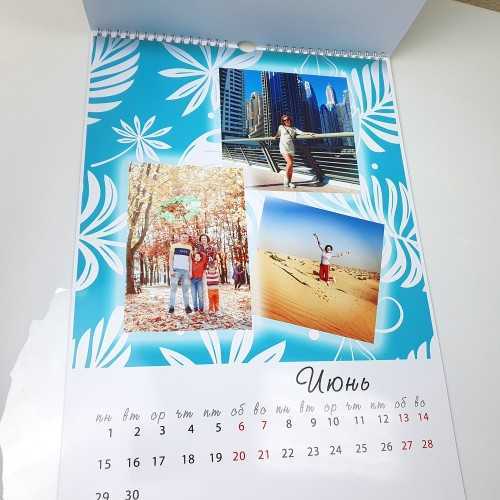 Июнь
пн вт ср чт пт сб вс пн вт ср чт пт сб вс
1 2 3 4 5 6 7 8 9 10 11 12 13 14
15 16 17 18 19 20 21 22 23 24 25 26 27 28
29 30